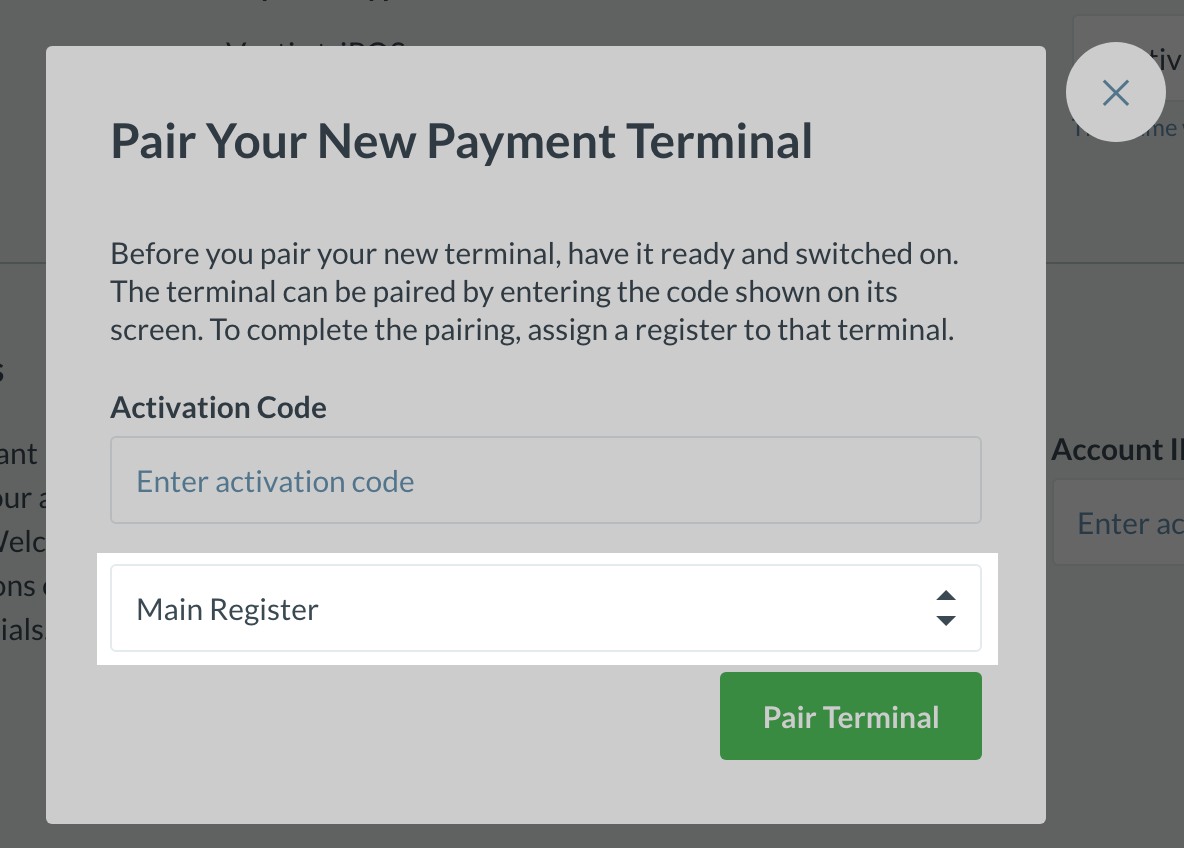 Pair Your New Payment Terminal
Before you pair your new terminal, have it ready and switched on.
The terminal can be paired by entering the code shown on its
screen. To complete the pairing, assign a register to that terminal.
Activation Code
Enter activation code
Main Register
Pair Terminal
Account
Enter